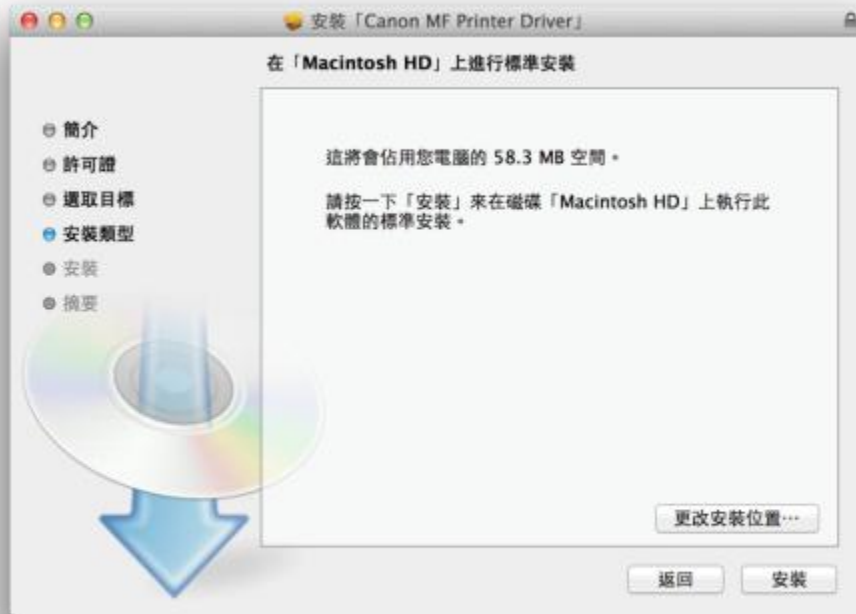 安裝「Canon MF Printer Driver」
在「Macintosh HD」上進行標準安裝
簡介
許可證
選取目標
安裝類型
安裝
摘要
這將會佔用您電腦的 58.3 MB 空間。
請按一下「安裝」來在磁碟「Macintosh HD」上執行此
軟體的標準安裝。
更改安裝位置⋯
返回
安裝